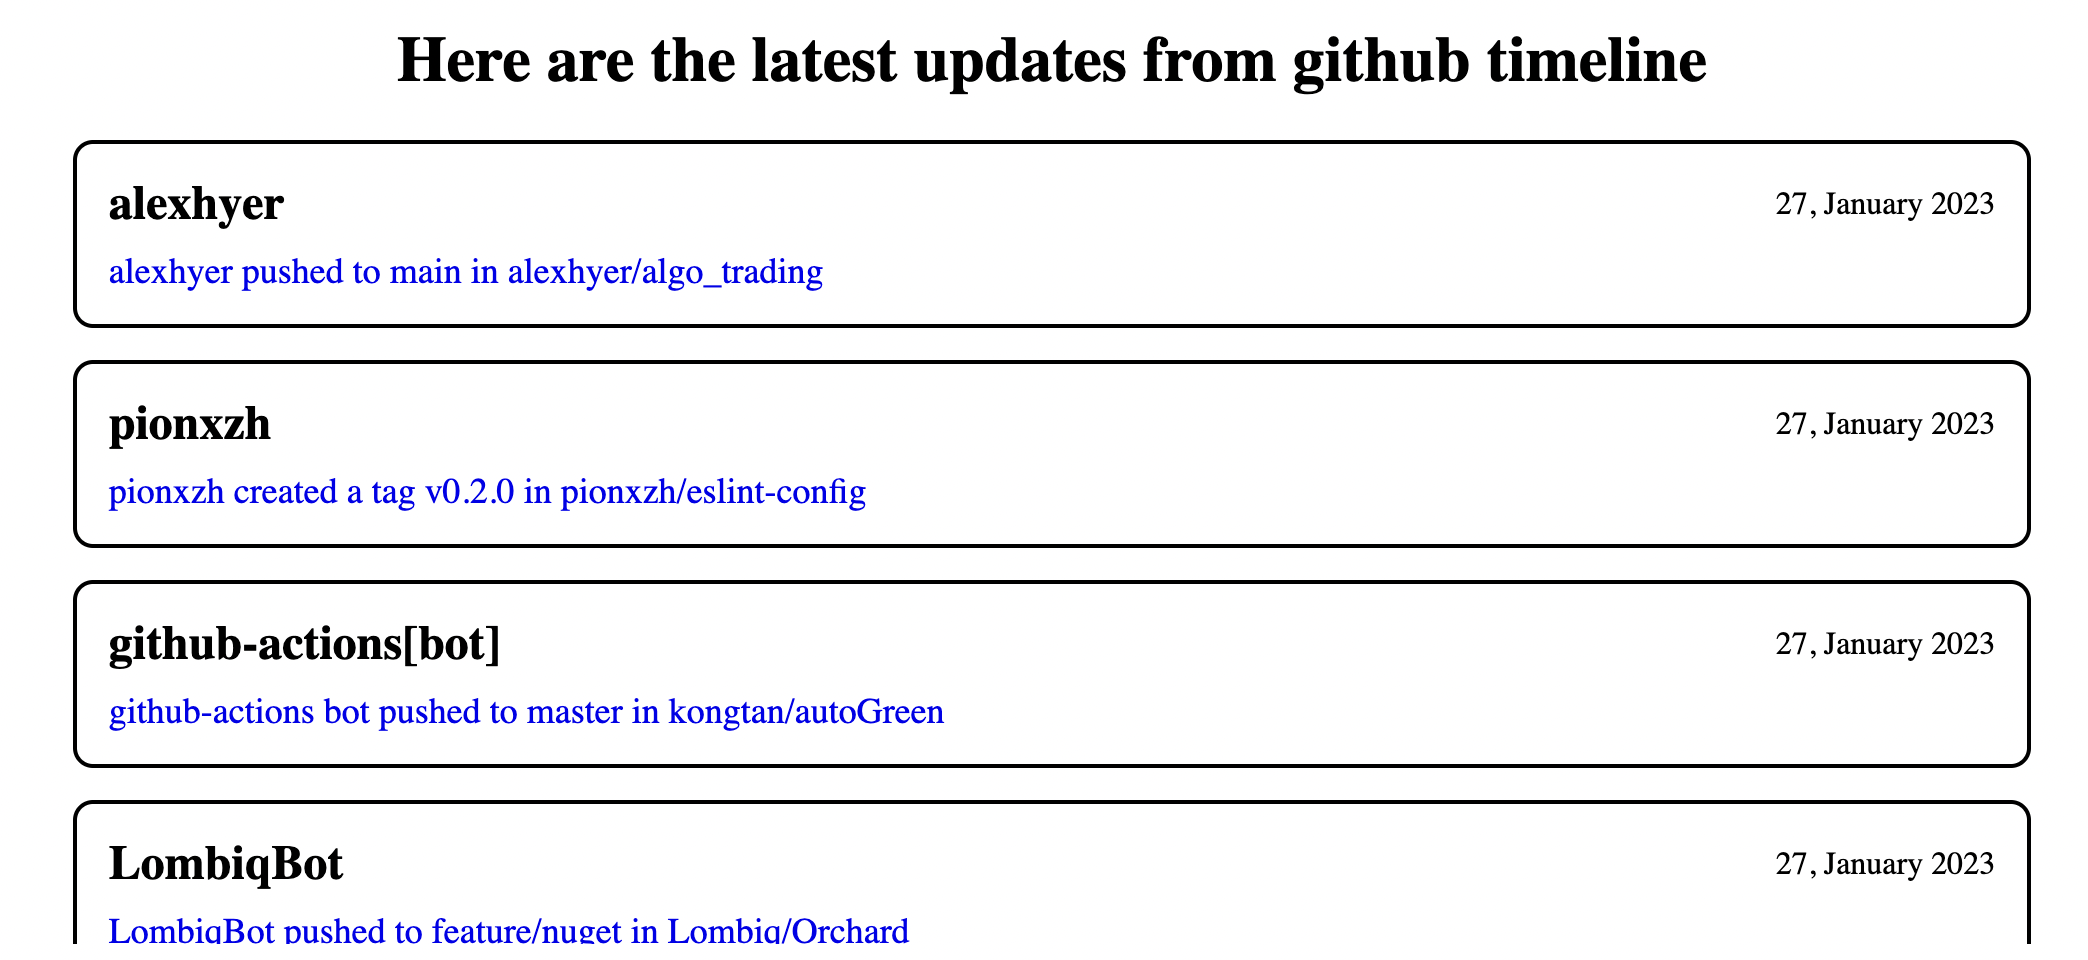 Here are the latest updates from github timeline
alexhyer
27, January 2023
alexhyer pushed to main in alexhyer/algo_trading
pionxzh
27, January 2023
pionxzh created a tag v0.2.0 in pionxzh/eslint-config
github-actions[bot]
27, January 2023
github-actions bot pushed to master in kongtan/autoGreen
LombiqBot
27, January 2023
LombiqBot pushed to feature/nuget in Lombiq/Orchard